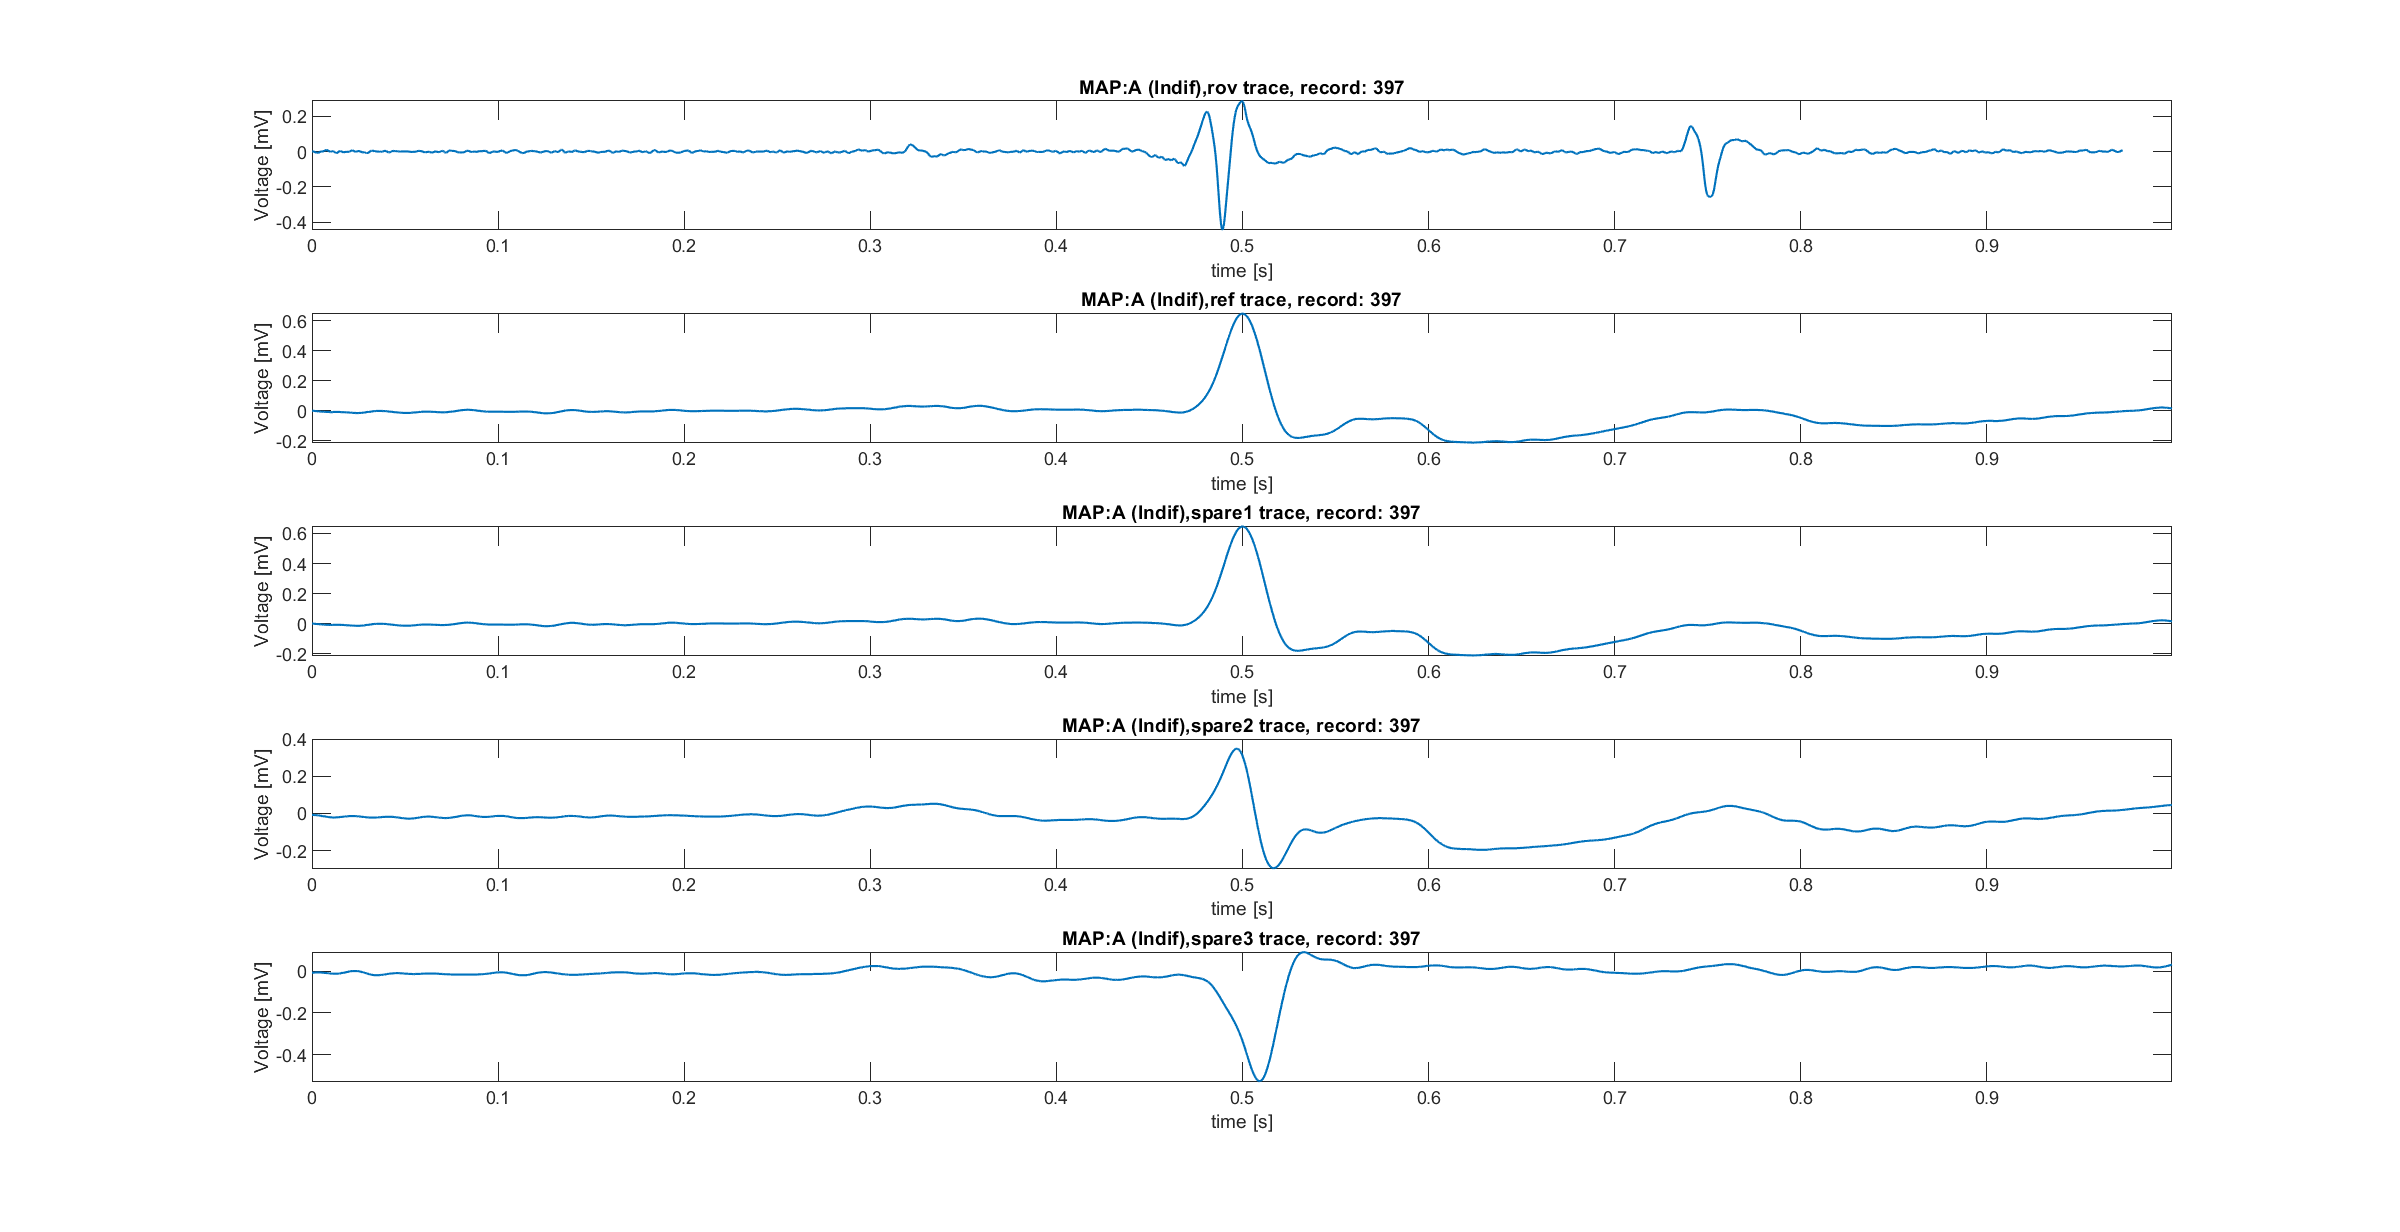 MAP:A (Indif),rov trace, record: 397
Voltage [mV]
0.2
0
-0.2
-0.4
0 0.1 0.2 0.3 0.4 0.5 0.6 0.7 0.8 0.9
time [s]
MAP:A (Indif),ref trace, record: 397
Voltage [mV]
0.6
0.4
0.2
0
-0.2
0 0.1 0.2 0.3 0.4 0.5 0.6 0.7 0.8 0.9
time [s]
MAP:A (Indif),spare1 trace, record: 397
Voltage [mV]
0.6
0.4
0.2
0
-0.2
0 0.1 0.2 0.3 0.4 0.5 0.6 0.7 0.8 0.9
time [s]
MAP:A (Indif),spare2 trace, record: 397
Voltage [mV]
0.4
0.2
0
-0.2
0 0.1 0.2 0.3 0.4 0.5 0.6 0.7 0.8 0.9
time [s]
MAP:A (Indif),spare3 trace, record: 397
Voltage [mV]
0
-0.2
-0.4
0 0.1 0.2 0.3 0.4 0.5 0.6 0.7 0.8 0.9
time [s]